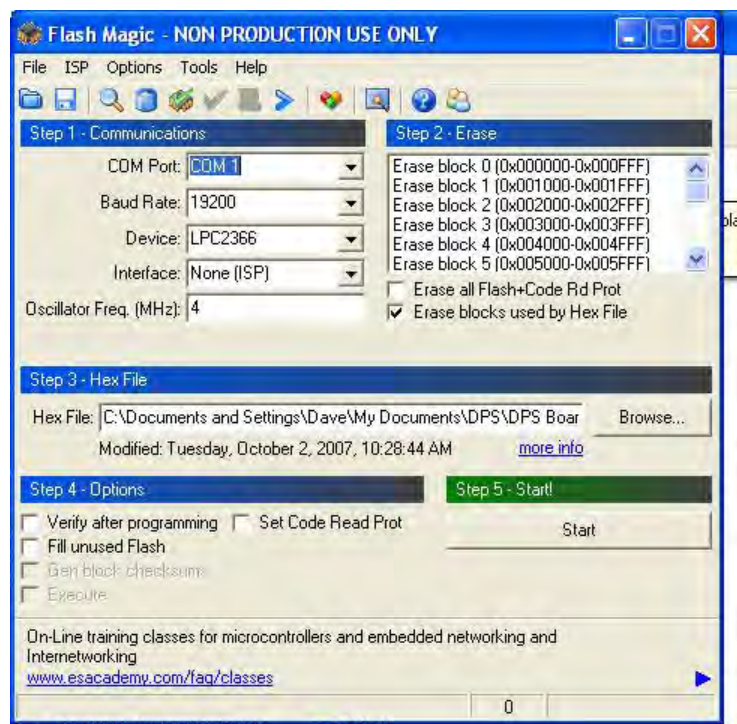 Flash Magic - NON PRODUCTION USE ONLY
File ISP Options Tools Help
Step 1 - Communications
COM Port: COM 1
Baud Rate: 19200
Device: LPC2366
Interface: None (ISP)
Oscillator Freq. (MHz): 4
Step 2 - Erase
Erase block 0 (0x000000-0x000FFF)
Erase block 1 (0x001000-0x001FFF)
Erase block 2 (0x002000-0x002FFF)
Erase block 3 (0x003000-0x003FFF)
Erase block 4 (0x004000-0x004FFF)
Erase block 5 (0x005000-0x005FFF)
Erase all Flash+Code Rd Prot
Erase blocks used by Hex File
Step 3 - Hex File
Hex File: C:\Documents and Settings\Dave\My Documents\DPS\DPS Boar Browse...
Modified: Tuesday, October 2, 2007, 10:28:44 AM more info
Step 4 - Options
Verify after programming Set Code Read Prot
Fill unused Flash
Gen block checksums
Execute
Step 5 - Start!
Start
On-Line training classes for microcontrollers and embedded networking and
Internetworking
www.esacademy.com/faq/classes
0